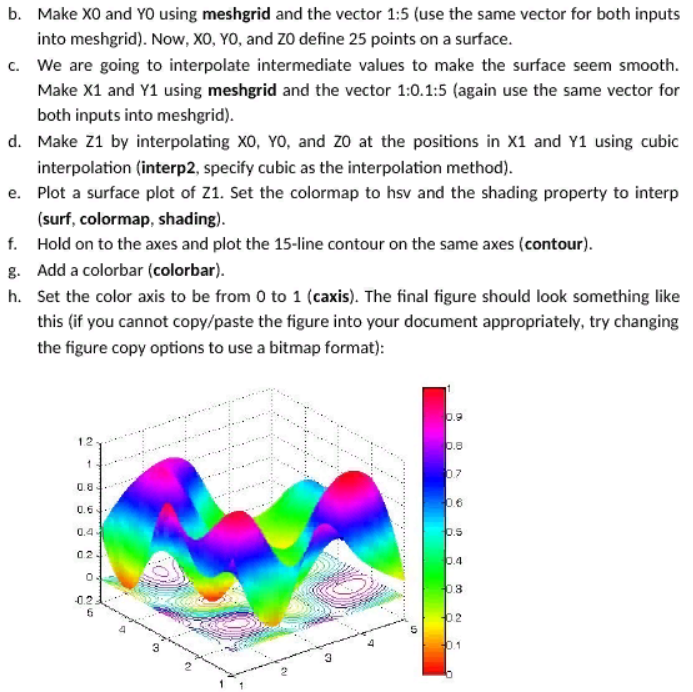 b. Make X0 and Y0 using meshgrid and the vector 1:5 (use the same vector for both inputs
into meshgrid). Now, X0, Y0, and Z0 define 25 points on a surface.
c. We are going to interpolate intermediate values to make the surface seem smooth.
Make X1 and Y1 using meshgrid and the vector 1:0.1:5 (again use the same vector for
both inputs into meshgrid).
d. Make Z1 by interpolating X0, Y0, and Z0 at the positions in X1 and Y1 using cubic
interpolation (interp2, specify cubic as the interpolation method).
e. Plot a surface plot of Z1. Set the colormap to hsv and the shading property to interp
(surf, colormap, shading).
f. Hold on to the axes and plot the 15-line contour on the same axes (contour).
g. Add a colorbar (colorbar).
h. Set the color axis to be from 0 to 1 (caxis). The final figure should look something like
this (if you cannot copy/paste the figure into your document appropriately, try changing
the figure copy options to use a bitmap format):
1.2
1
0.8
0.6
0.4
0.2
0
-0.2
5
4
3
2
1
1
2
3
4
5
1
0.9
0.8
0.7
0.6
0.5
0.4
0.3
0.2
0.1
0